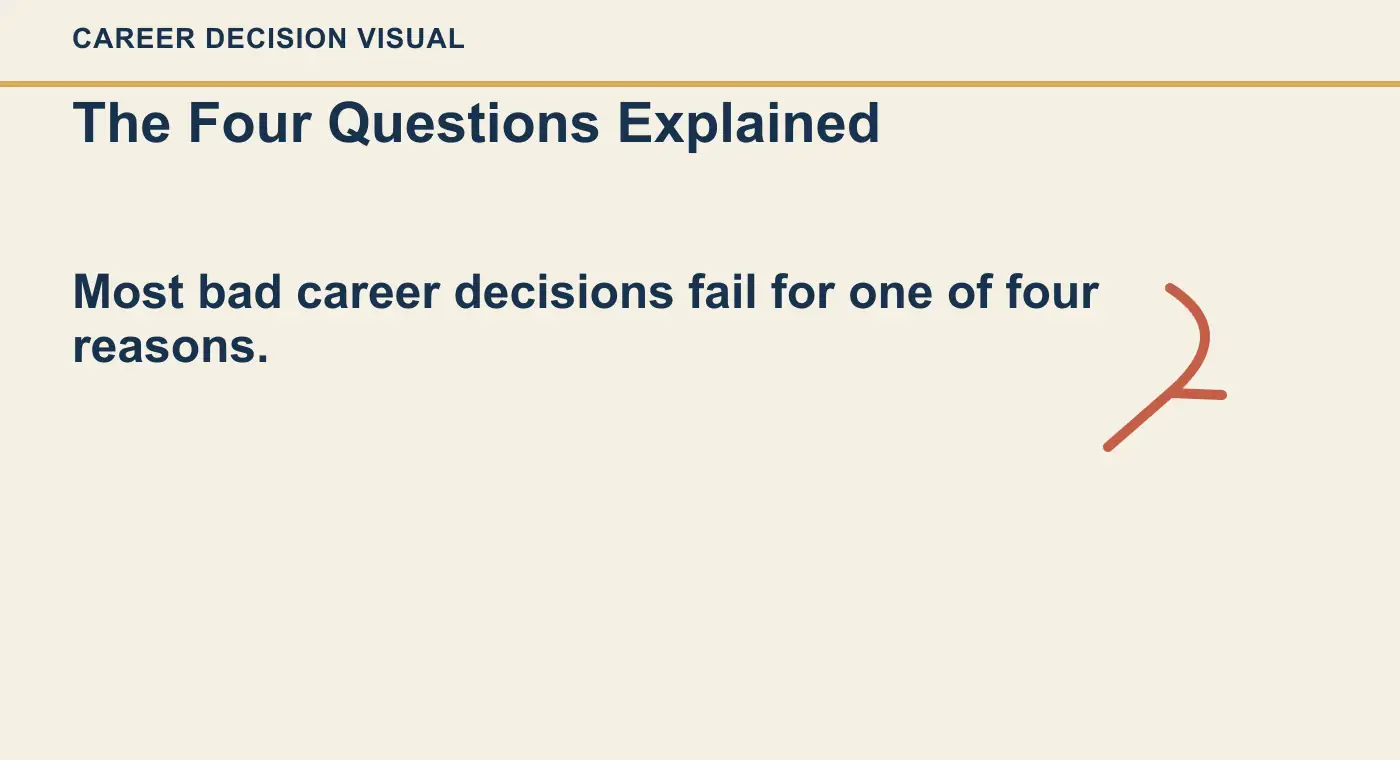 CAREER DECISION VISUAL
The Four Questions Explained
Most bad career decisions fail for one of four
reasons.